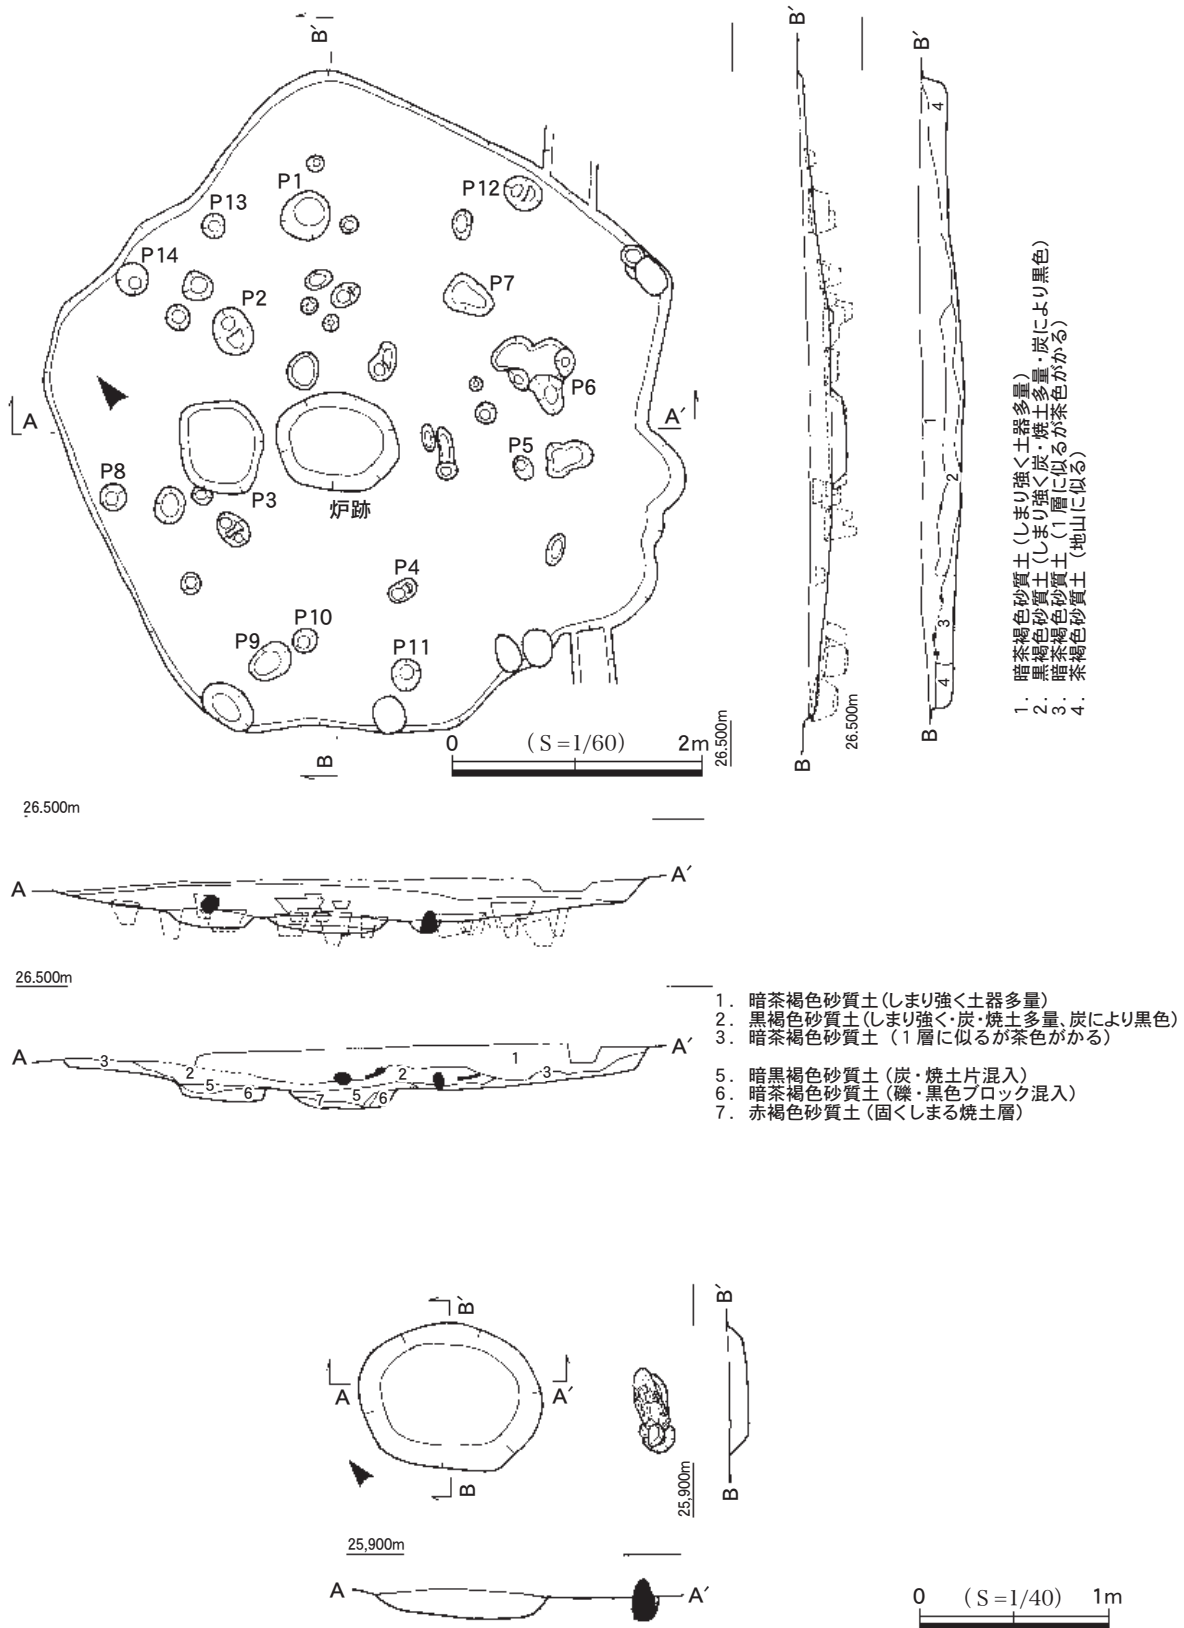 B′
P1
P12
P13
P14
P7
P2
P6
A
A′
P5
P8
P3
炉跡
P4
P10
P9
P11
B
0 (S=1/60) 2m
B′
B
26.500m
26.500m
B′
4
1
2
3
4
B
1. 暗茶褐色砂質土(しまり強く土器多量)
2. 黒褐色砂質土(しまり強く炭・焼土多量・炭により黒色)
3. 暗茶褐色砂質土(1層に似るが茶色がかる)
4. 茶褐色砂質土(地山に似る)
26.500m
A
A′
26.500m
A
A′
3
2
5
6
1
2
3
7
5
6
1. 暗茶褐色砂質土(しまり強く土器多量)
2. 黒褐色砂質土(しまり強く・炭・焼土多量、炭により黒色)
3. 暗茶褐色砂質土 (1層に似るが茶色がかる)
5. 暗黒褐色砂質土(炭・焼土片混入)
6. 暗茶褐色砂質土(礫・黒色ブロック混入)
7. 赤褐色砂質土(固くしまる焼土層)
B′
A
A′
B
B′
B
25,900m
25,900m
A
A′
0 (S=1/40) 1m